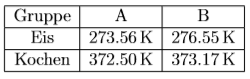 Gruppe A B
Eis 273.56 K 276.55 K
Kochen 372.50 K 373.17 K